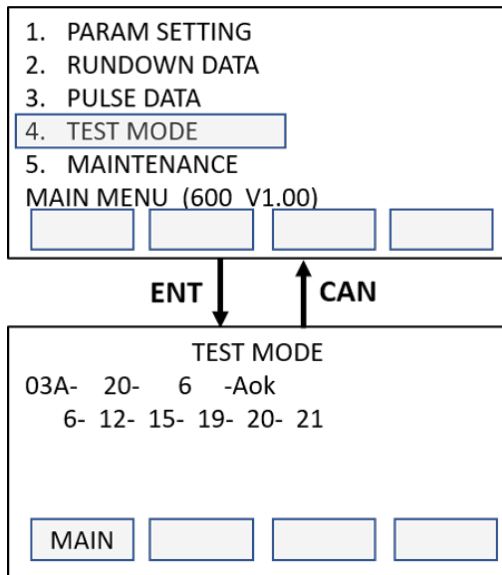 1. PARAM SETTING
2. RUNDOWN DATA
3. PULSE DATA
4. TEST MODE
5. MAINTENANCE
MAIN MENU (600 V1.00)
ENT CAN
TEST MODE
03A- 20- 6 -Aok
6- 12- 15- 19- 20- 21
MAIN